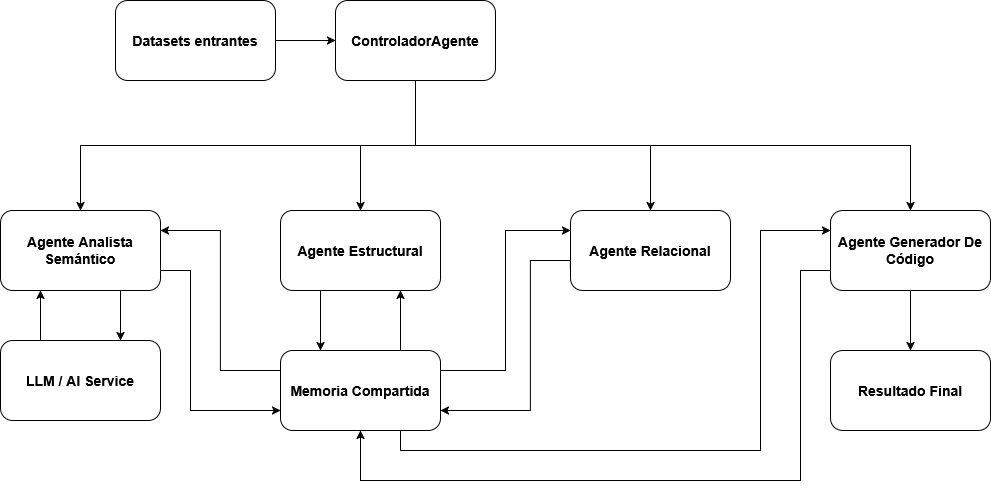 Datasets entrantes
ControladorAgente
Agente Analista
Semántico
Agente Estructural
Agente Relacional
Agente Generador De
Código
LLM / AI Service
Memoria Compartida
Resultado Final